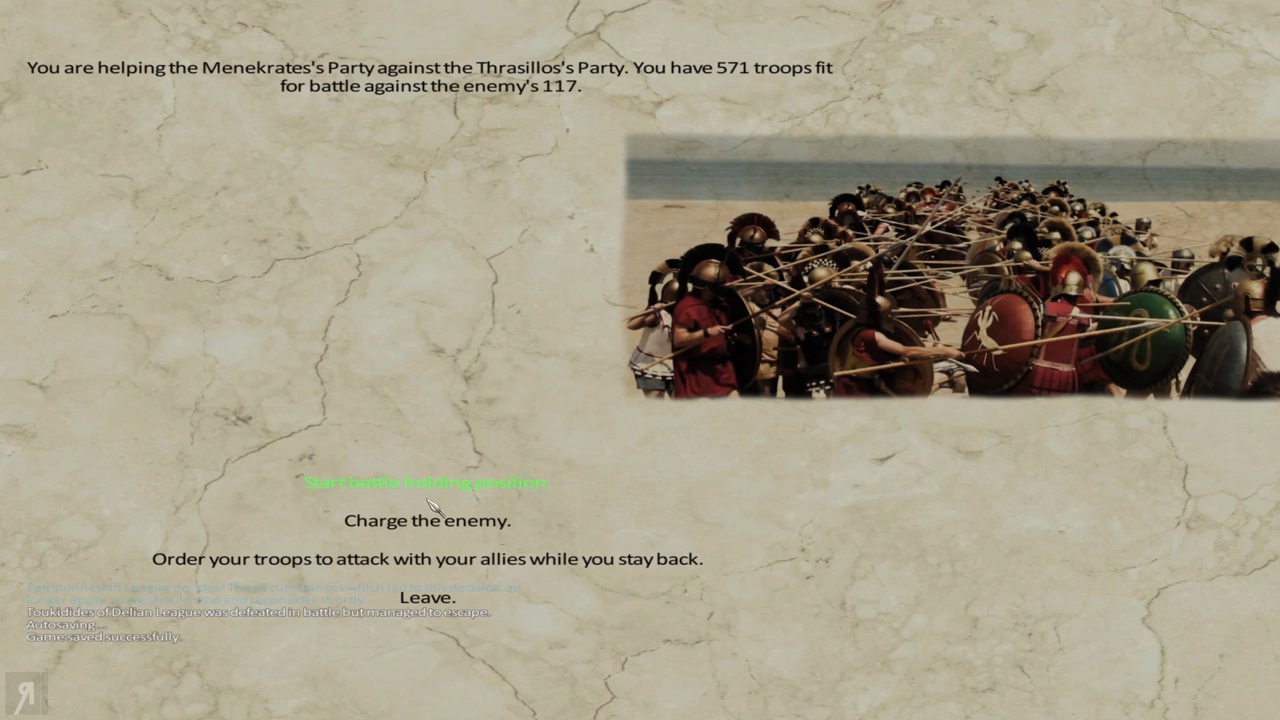 You are helping the Menekrates's Party against the Thrasillos's Party. You have 571 troops fit
for battle against the enemy's 117.
Start battle holding position.
Charge the enemy.
Order your troops to attack with your allies while you stay back.
Leave.
Toukidides of Delian League was defeated in battle but managed to escape.
Autosaving...
Game saved successfully.